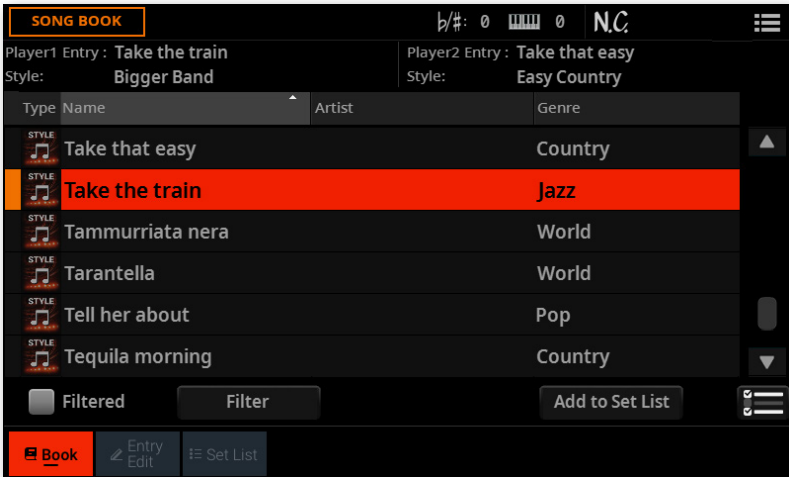 SONG BOOK ♭/♯: 0 0 N.C.
Player1 Entry : Take the train Player2 Entry : Take that easy
Style: Bigger Band Style: Easy Country
Type Name Artist Genre
STYLE Take that easy Country
STYLE Take the train Jazz
STYLE Tammurriata nera World
STYLE Tarantella World
STYLE Tell her about Pop
STYLE Tequila morning Country
Filtered Filter Add to Set List
Book Entry Edit Set List